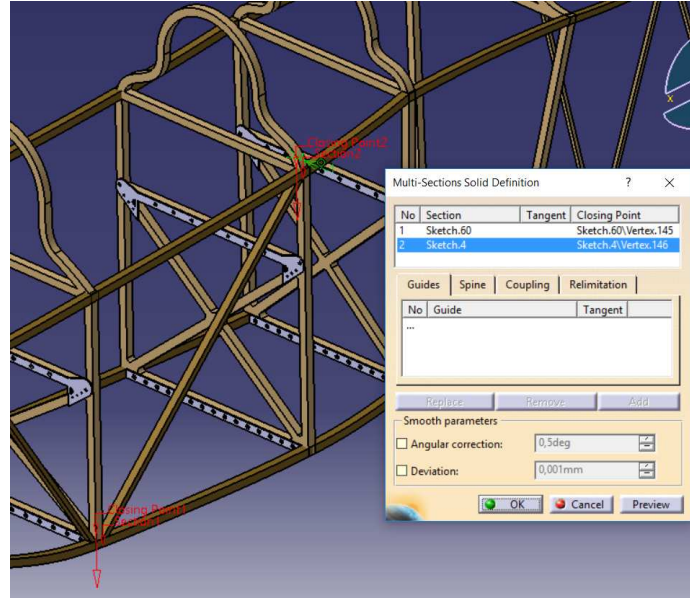 Closing Point2
Section2
X
Multi-Sections Solid Definition
?
No Section Tangent Closing Point
1 Sketch.60 Sketch.60\Vertex.145
2 Sketch.4 Sketch.4\Vertex.146
Guides Spine Coupling Relimitation
No Guide Tangent
...
Replace Remove Add
Smooth parameters
Angular correction: 0,5deg
Deviation: 0,001mm
OK Cancel Preview
Closing Point1
Section1